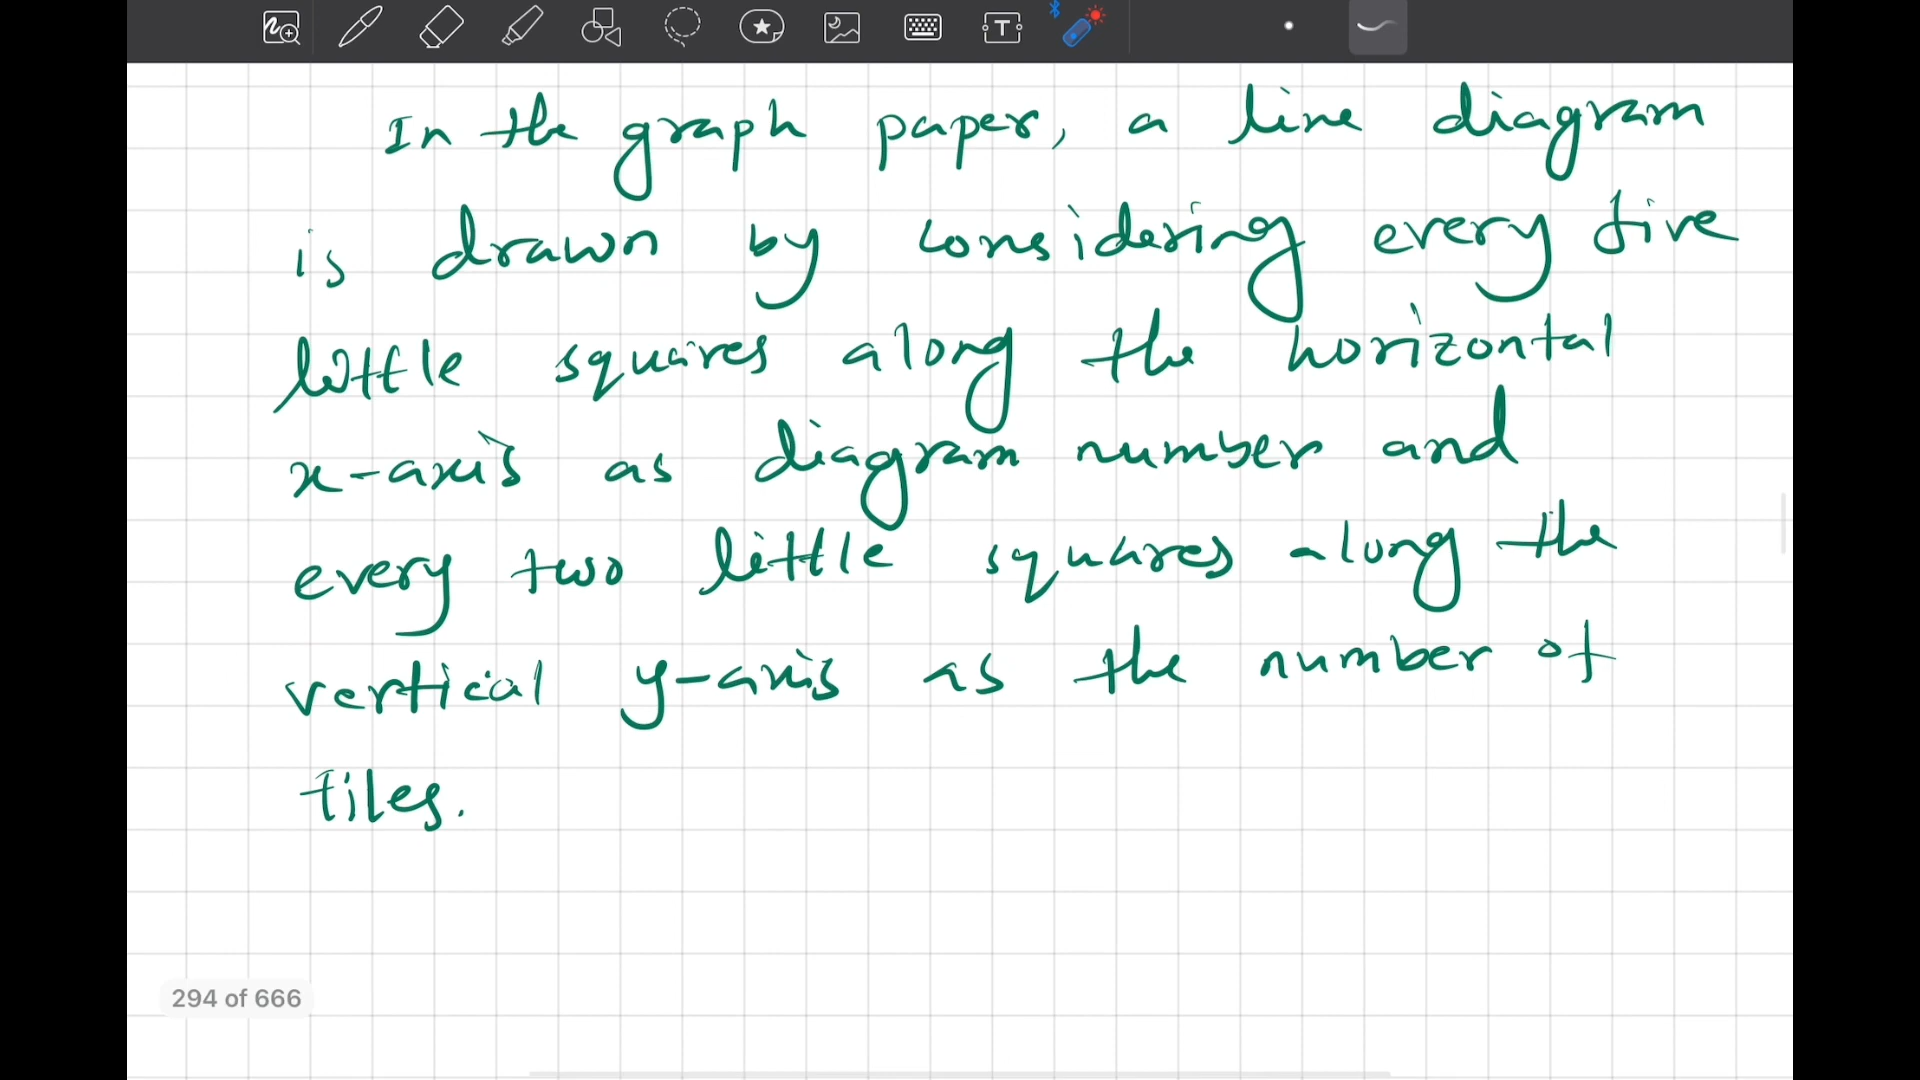 In the graph paper, a line diagram
is drawn by considering every five
little squares along the horizontal
x-axis as diagram number and
every two little squares along the
vertical y-axis as the number of
tiles.
294 of 666